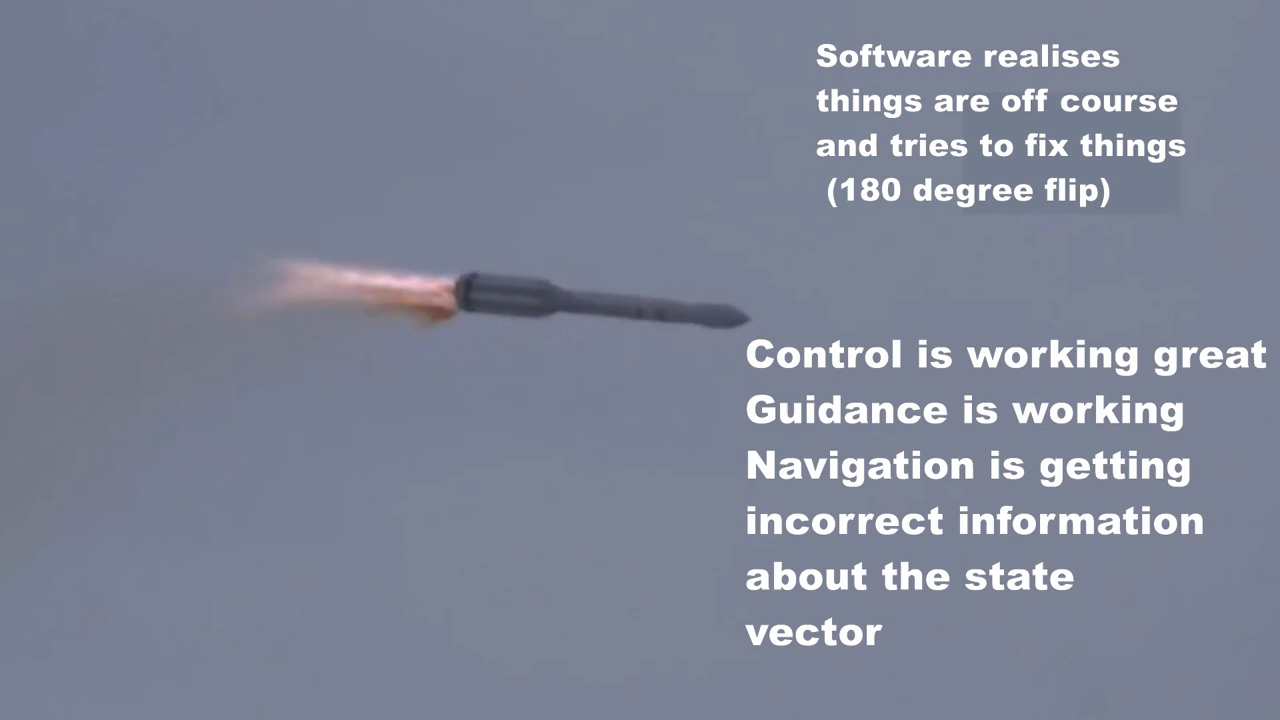 Software realises
things are off course
and tries to fix things
(180 degree flip)
Control is working great
Guidance is working
Navigation is getting
incorrect information
about the state
vector